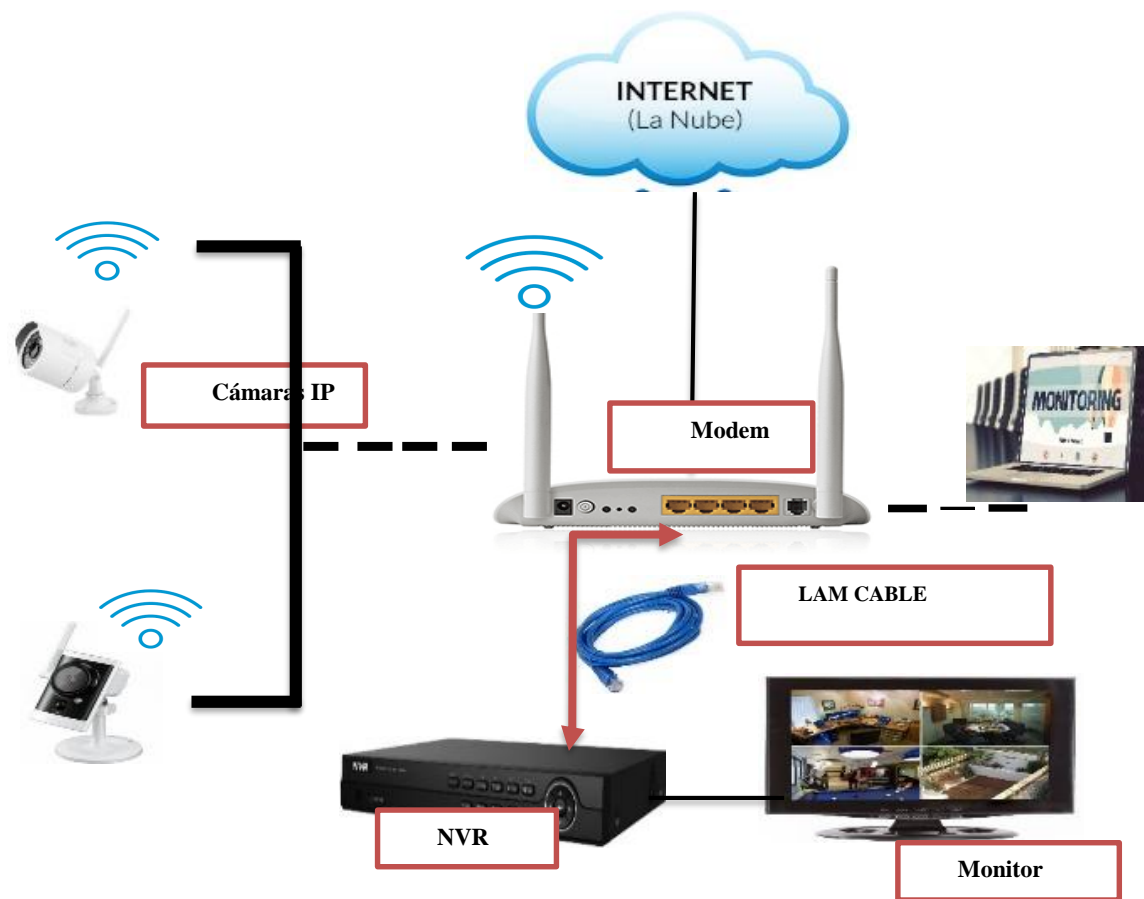 INTERNET
(La Nube)
Cámaras IP
Modem
MONITORING
LAM CABLE
NVR
NVR
Monitor